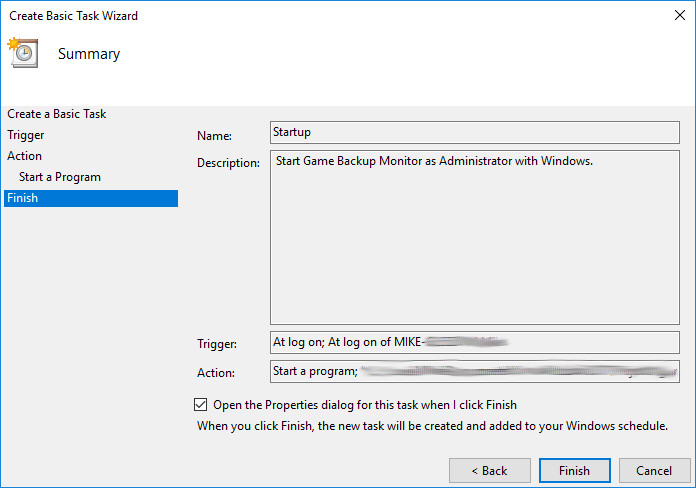 Create Basic Task Wizard
Summary
Create a Basic Task
Trigger
Action
Start a Program
Finish
Name: Startup
Description: Start Game Backup Monitor as Administrator with Windows.
Trigger: At log on; At log on of MIKE-
Action: Start a program;
Open the Properties dialog for this task when I click Finish
When you click Finish, the new task will be created and added to your Windows schedule.
< Back Finish Cancel